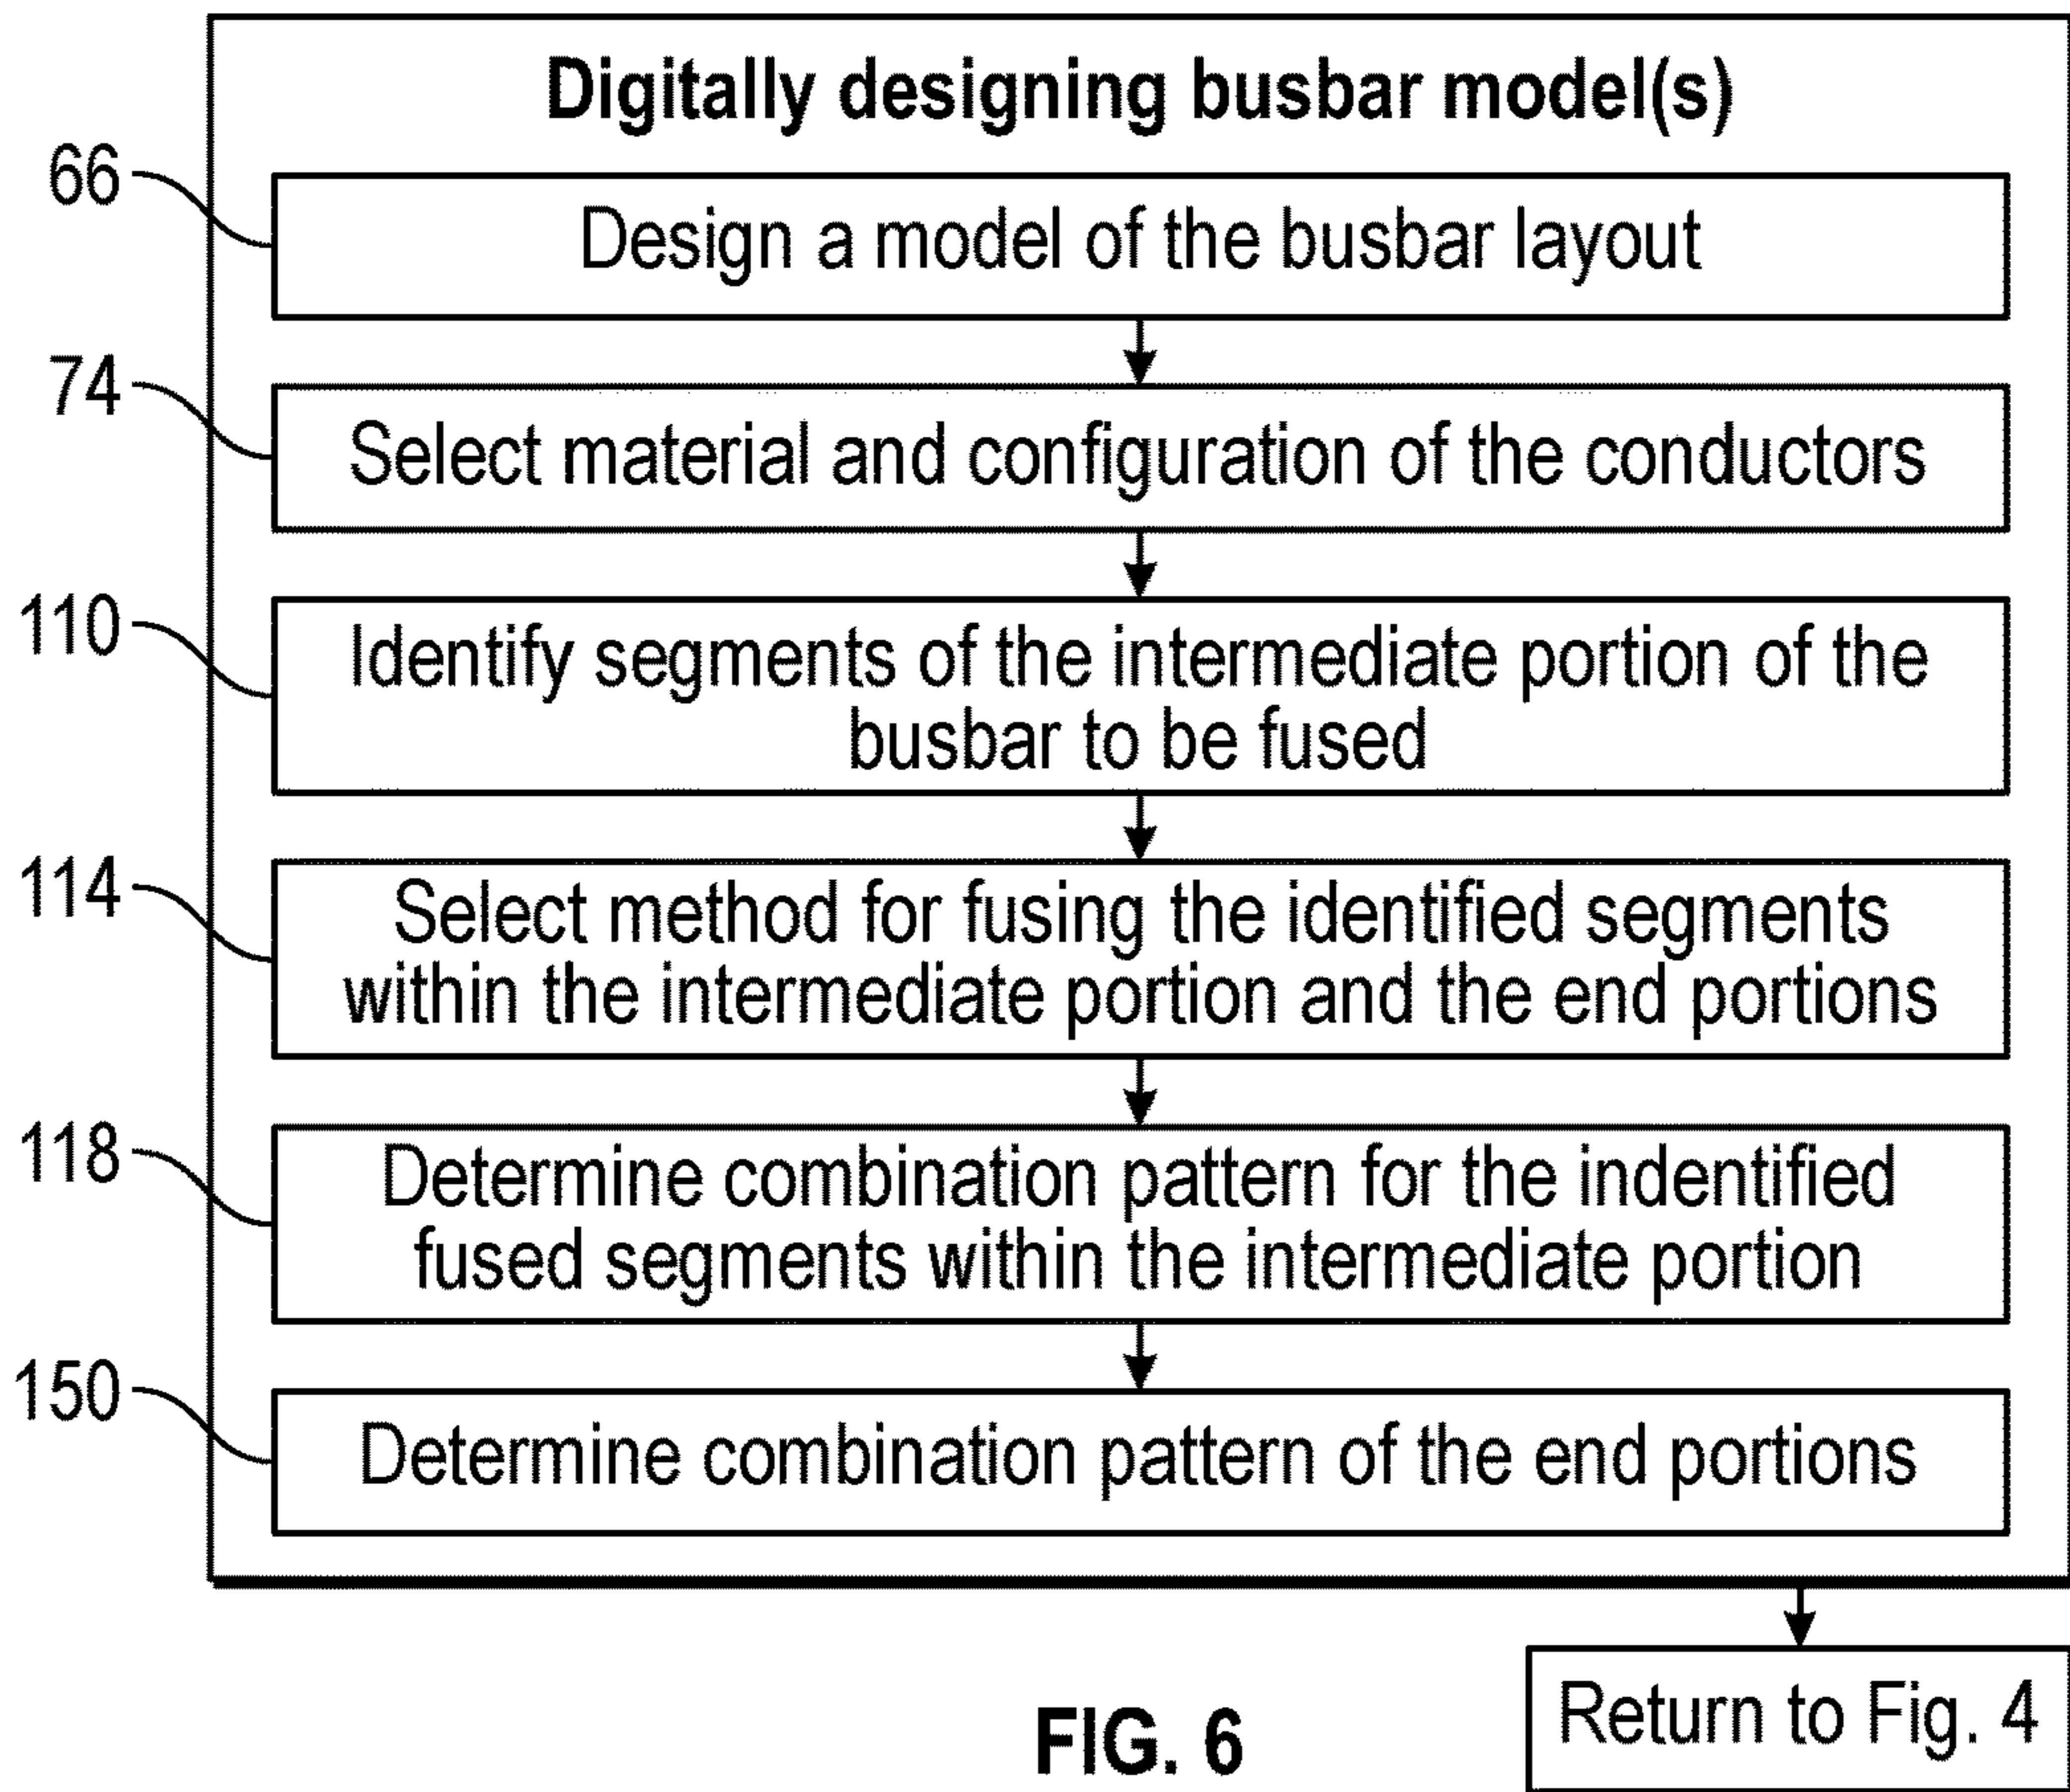 Digitally designing busbar model(s)
66
Design a model of the busbar layout
74
Select material and configuration of the conductors
110
Identify segments of the intermediate portion of the
busbar to be fused
114
Select method for fusing the identified segments
within the intermediate portion and the end portions
118
Determine combination pattern for the indentified
fused segments within the intermediate portion
150
Determine combination pattern of the end portions
Return to Fig. 4
FIG. 6